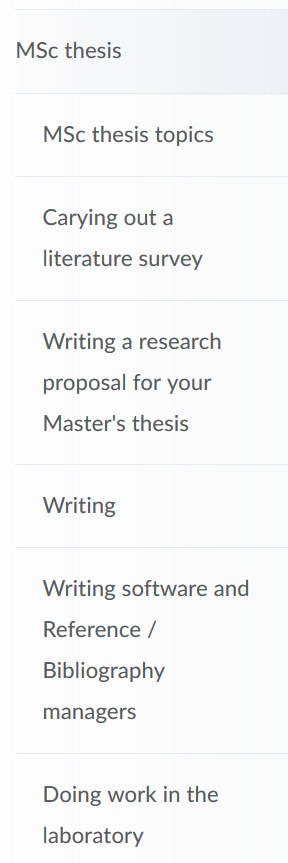 MSc thesis
MSc thesis topics
Carying out a
literature survey
Writing a research
proposal for your
Master's thesis
Writing
Writing software and
Reference /
Bibliography
managers
Doing work in the
laboratory